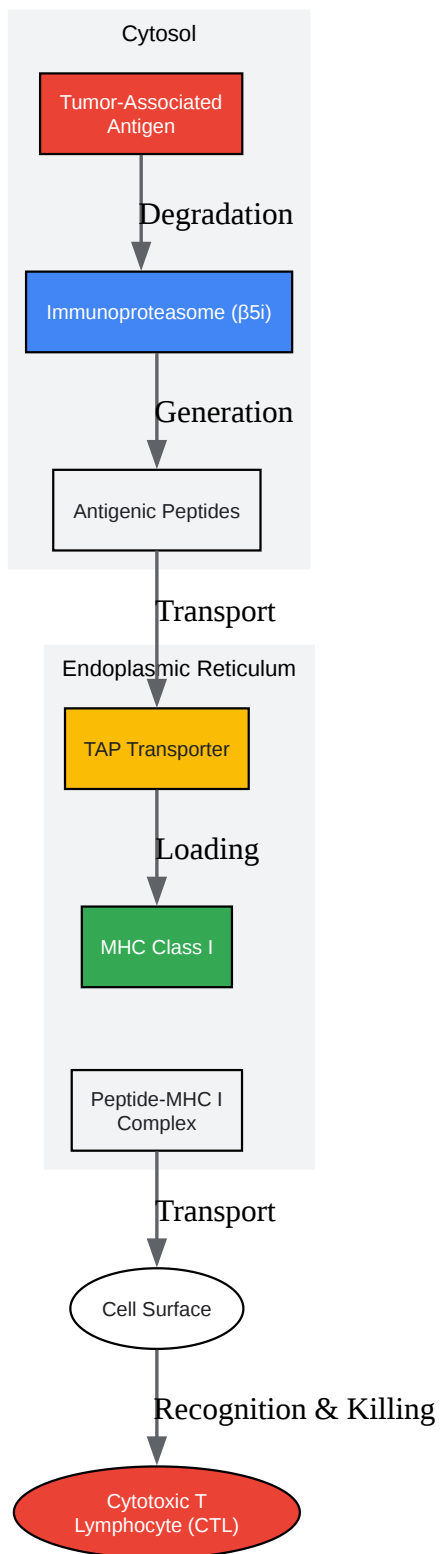 Cytosol
Tumor-Associated
Antigen
Degradation
Immunoproteasome (β5i)
Generation
Antigenic Peptides
Transport
Endoplasmic Reticulum
TAP Transporter
Loading
MHC Class I
Peptide-MHC I
Complex
Transport
Cell Surface
Recognition & Killing
Cytotoxic T
Lymphocyte (CTL)